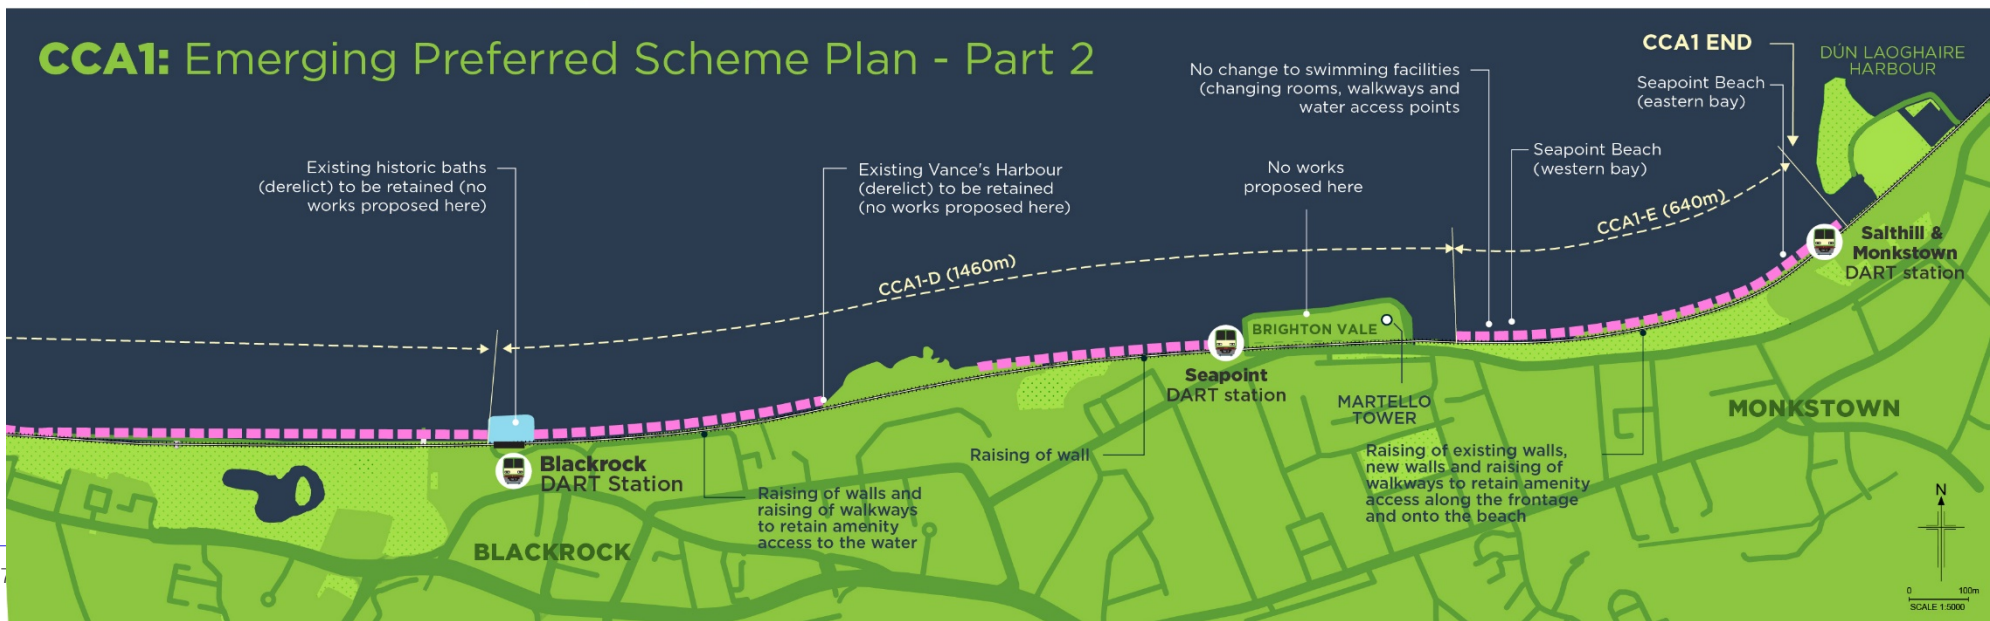 CCA1: Emerging Preferred Scheme Plan - Part 2
CCA1 END
DÚN LAOGHAIRE
HARBOUR
No change to swimming facilities
(changing rooms, walkways and
water access points
Seapoint Beach
(eastern bay)
Existing historic baths
(derelict) to be retained (no
works proposed here)
Existing Vance's Harbour
(derelict) to be retained
(no works proposed here)
No works
proposed here
Seapoint Beach
(western bay)
CCA1-D (1460m)
CCA1-E (640m)
Salthill &
Monkstown
DART station
BRIGHTON VALE
Seapoint
DART station
MARTELLO
TOWER
MONKSTOWN
Blackrock
DART Station
Raising of wall
Raising of existing walls,
new walls and raising of
walkways to retain amenity
access along the frontage
and onto the beach
Raising of walls and
raising of walkways
to retain amenity
access to the water
BLACKROCK
N
0 100m
SCALE 1:5000